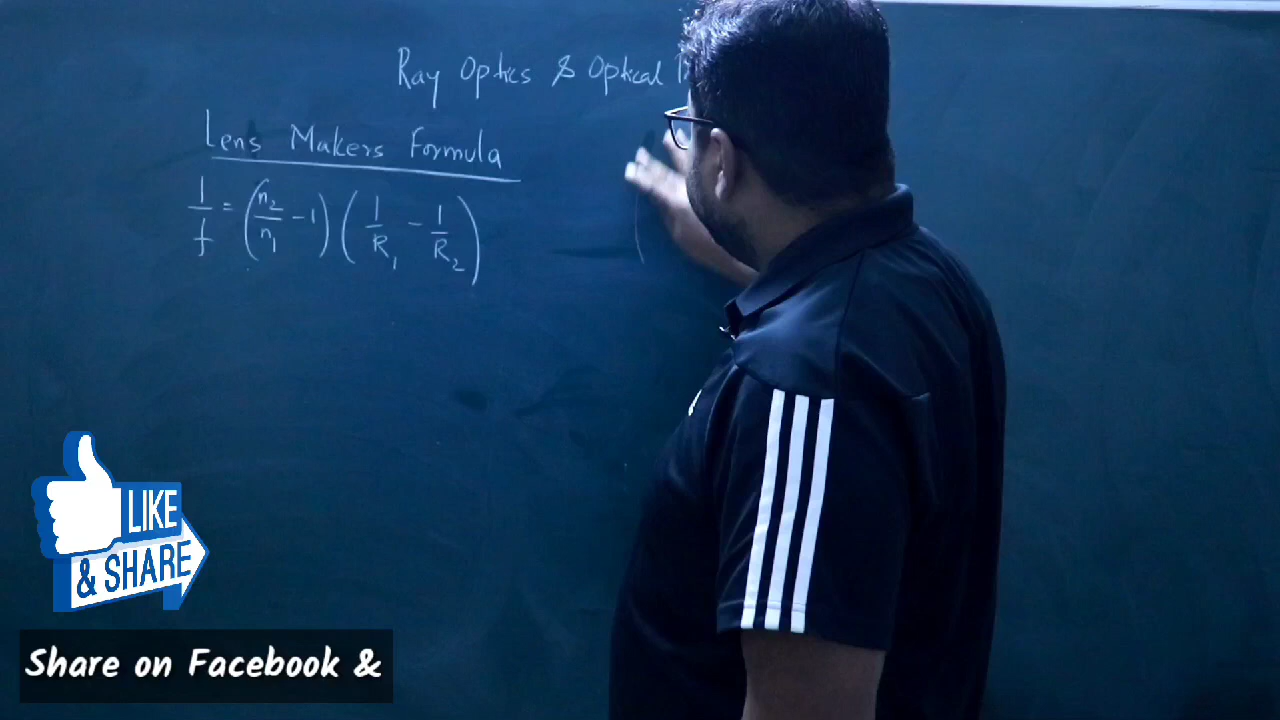 Ray Optics & Optical
Lens Makers Formula
1/f = (n₂/n₁ - 1) (1/R₁ - 1/R₂)
LIKE
& SHARE
Share on Facebook &